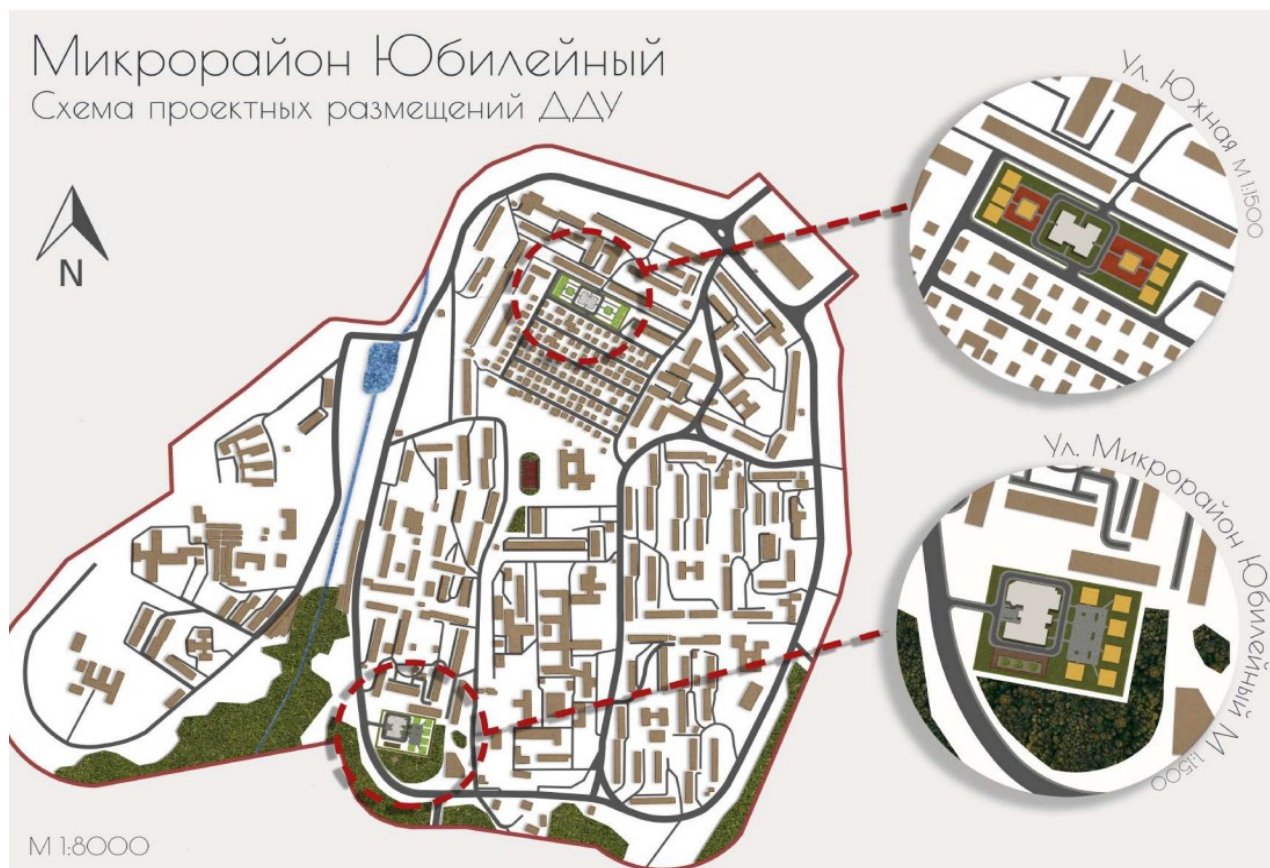 Микрорайон Юбилейный
Схема проектных размещений ДДУ
N
Ул. Южная М 1:1500
Ул. Микрорайон Юбилейный М 1:1500
М 1:8000